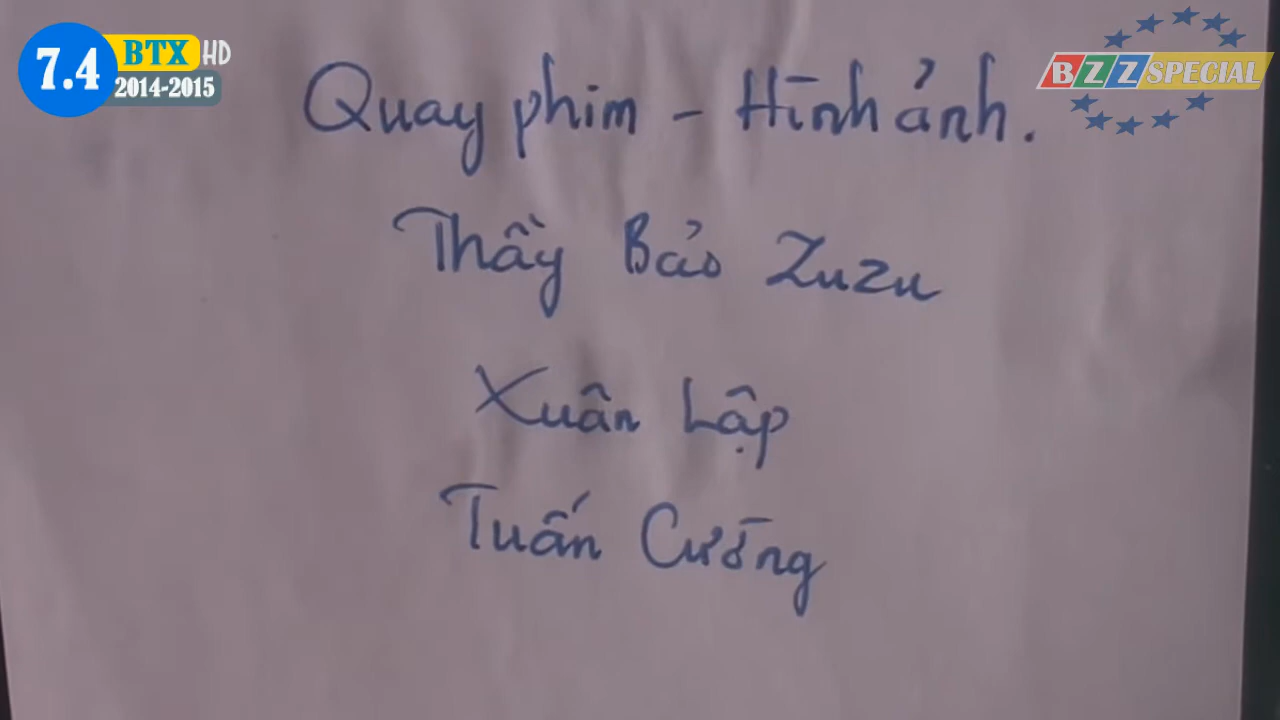 7.4 BTX HD
2014-2015
BZZ SPECIAL
Quay phim - Hình ảnh.
Thầy Bảo Zuzu
Xuân Lập
Tuấn Cường